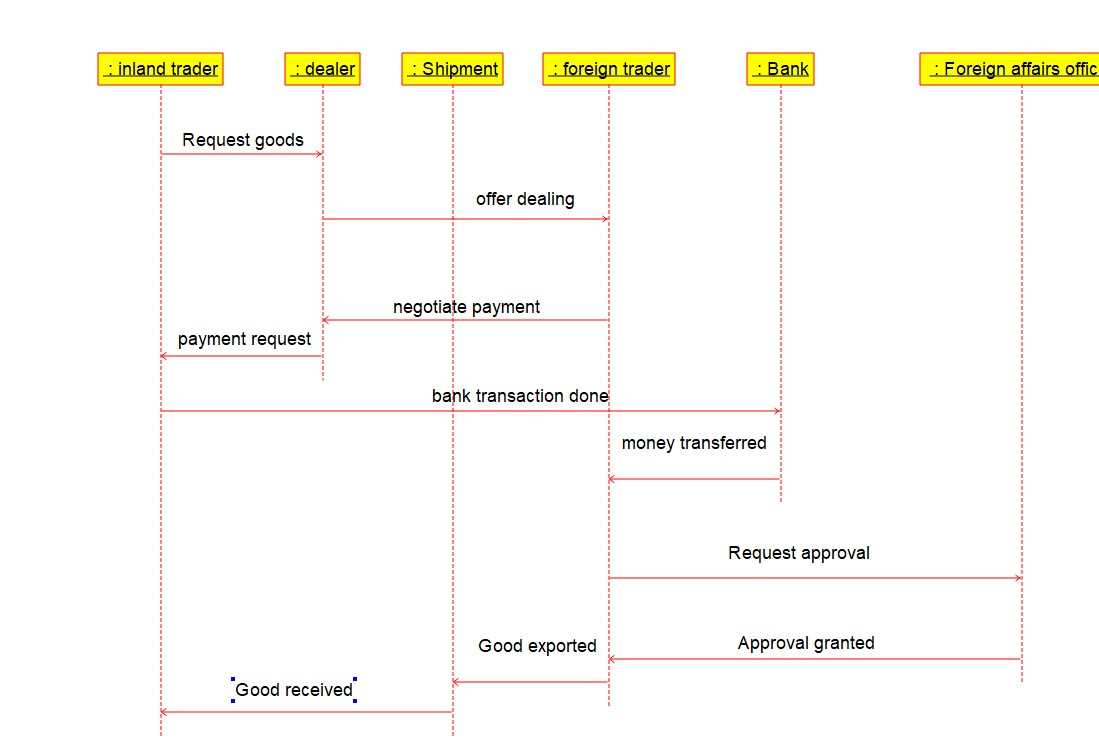 : inland trader
: dealer
: Shipment
: foreign trader
: Bank
: Foreign affairs offic
Request goods
offer dealing
negotiate payment
payment request
bank transaction done
money transferred
Request approval
Approval granted
Good exported
Good received